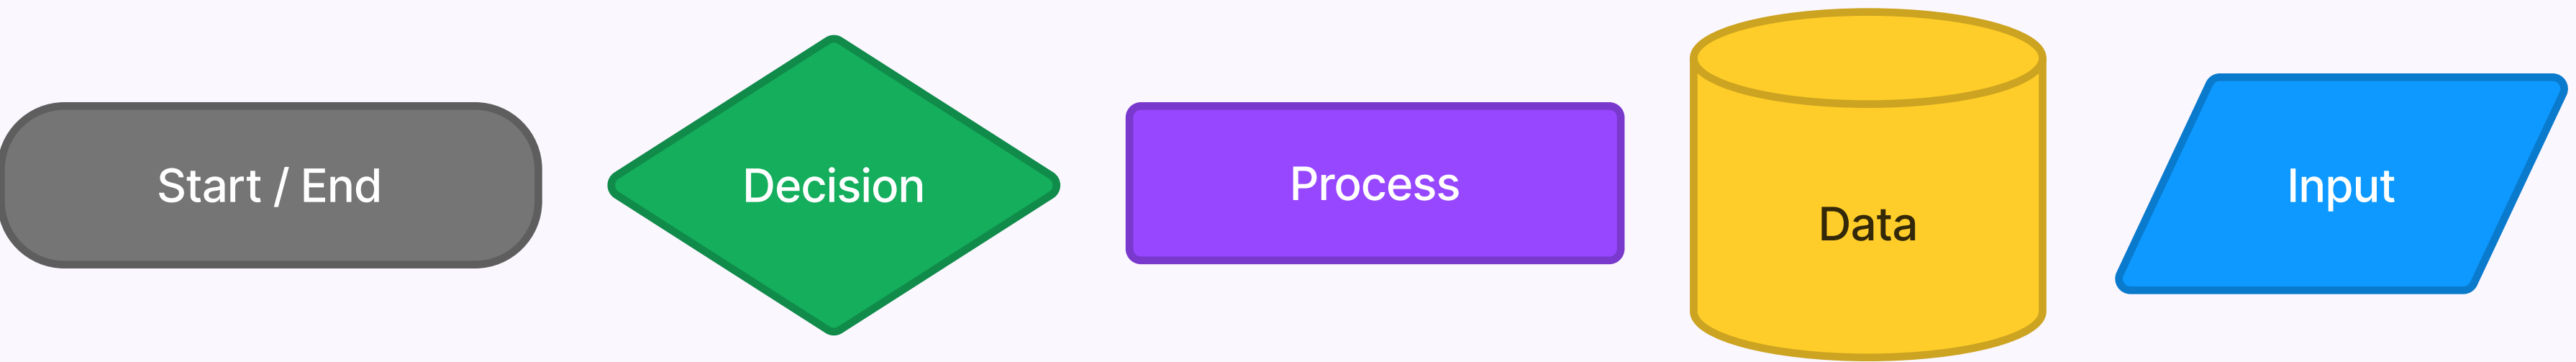 Start / End
Decision
Process
Data
Input